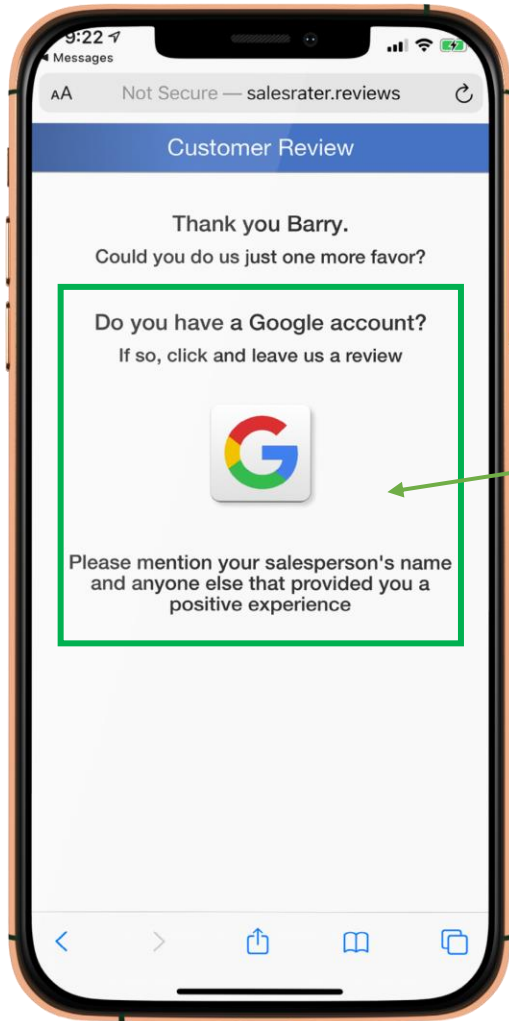 9:22
Messages
AA Not Secure — salesrater.reviews
Customer Review
Thank you Barry.
Could you do us just one more favor?
Do you have a Google account?
If so, click and leave us a review
G
Please mention your salesperson's name
and anyone else that provided you a
positive experience